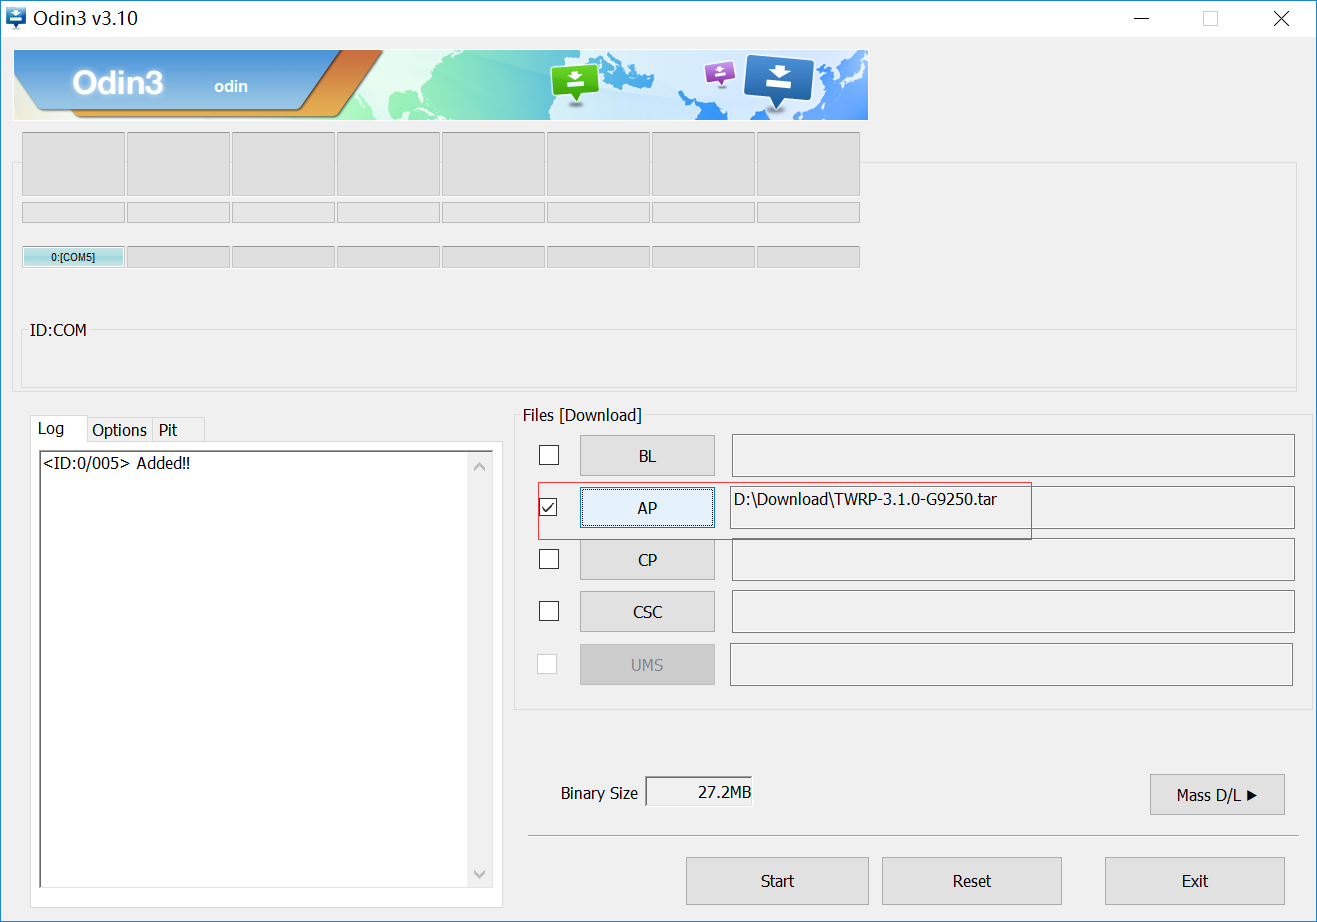 Odin3 v3.10
Odin3 odin
0:[COM5]
ID:COM
Log Options Pit
<ID:0/005> Added!!
Files [Download]
BL
AP D:\Download\TWRP-3.1.0-G9250.tar
CP
CSC
UMS
Binary Size 27.2MB
Mass D/L ▶
Start Reset Exit